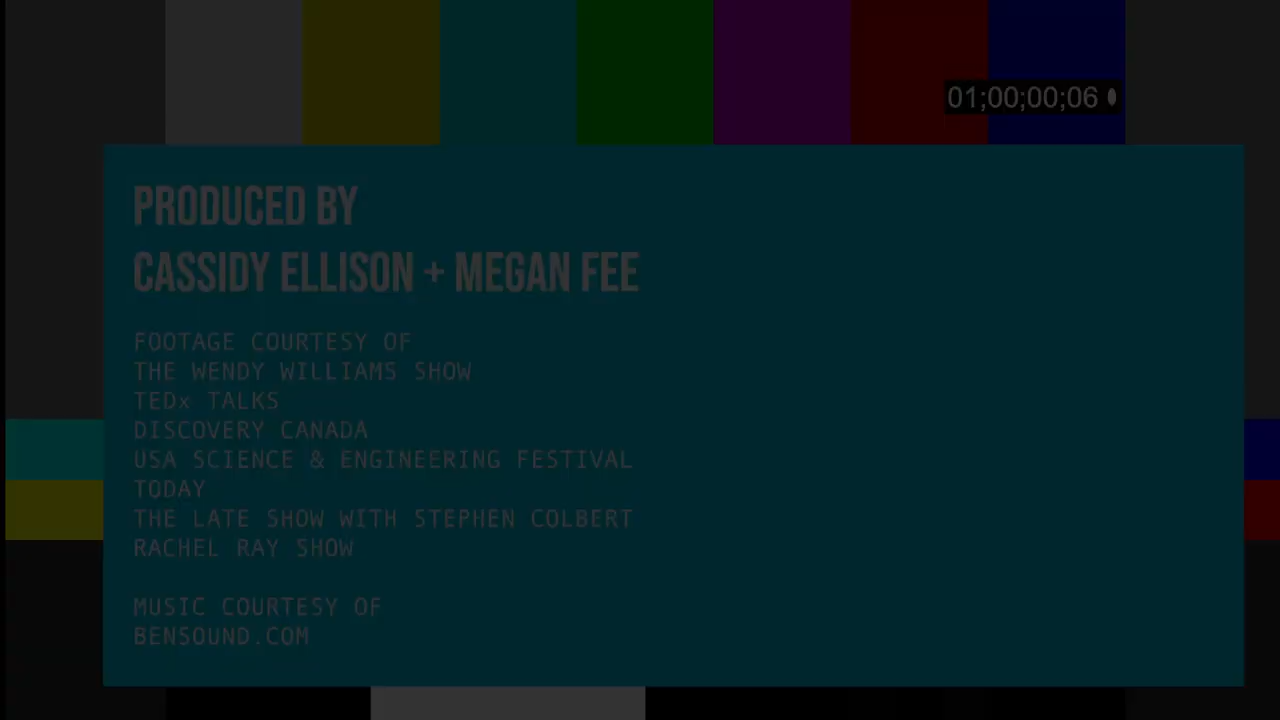 01;00;00;06
PRODUCED BY
CASSIDY ELLISON + MEGAN FEE
FOOTAGE COURTESY OF
THE WENDY WILLIAMS SHOW
TEDx TALKS
DISCOVERY CANADA
USA SCIENCE & ENGINEERING FESTIVAL
TODAY
THE LATE SHOW WITH STEPHEN COLBERT
RACHEL RAY SHOW
MUSIC COURTESY OF
BENSOUND.COM